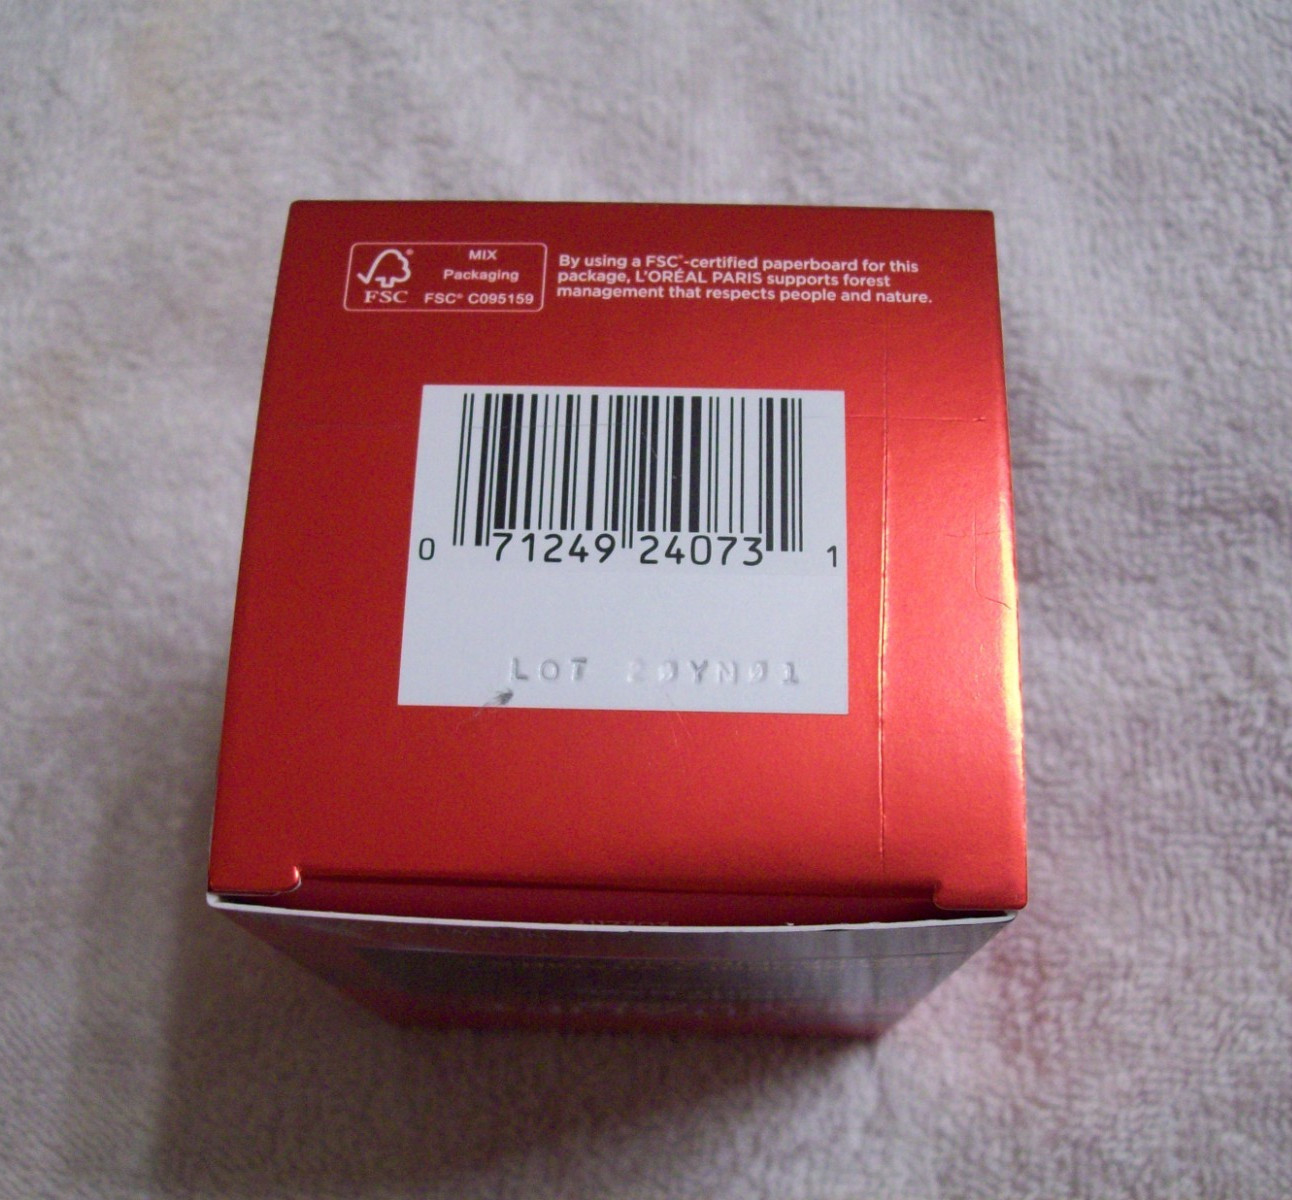 MIX
Packaging
FSC® C095159
FSC
By using a FSC®-certified paperboard for this
package, L'ORÉAL PARIS supports forest
management that respects people and nature.
0 71249 24073 1
LOT 20YN01